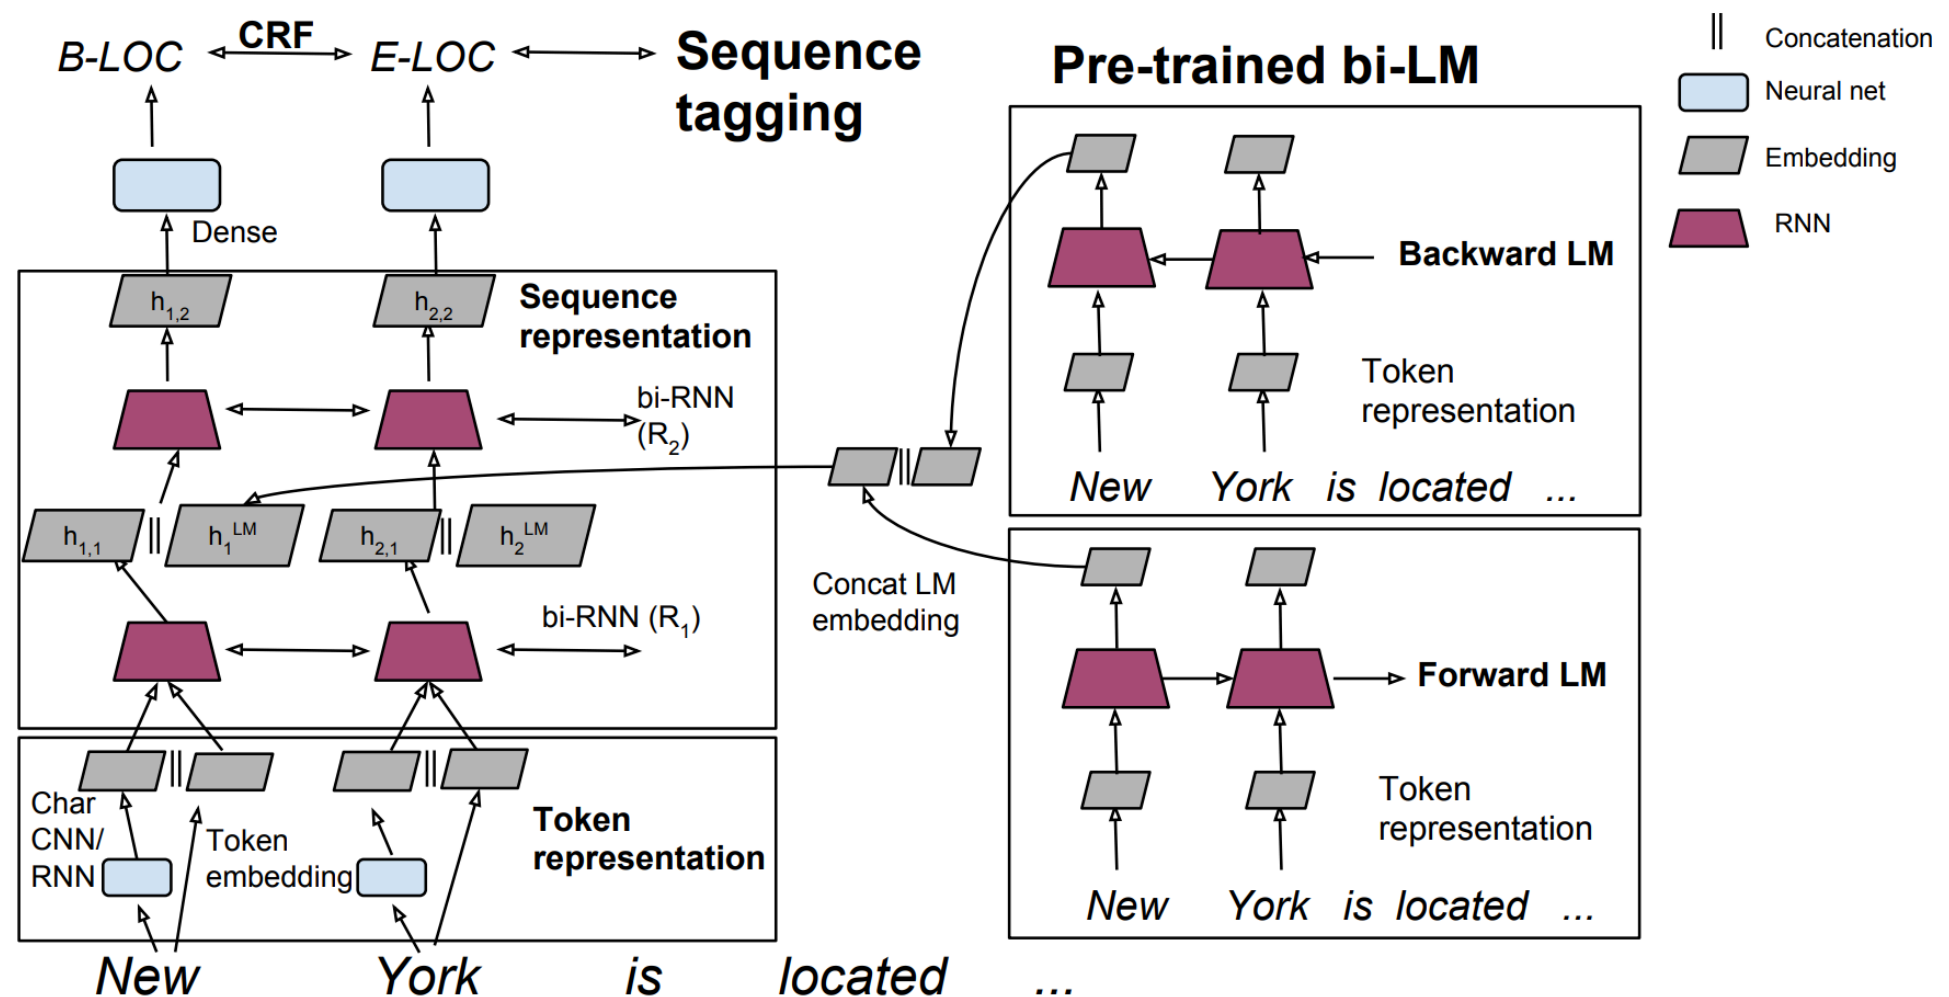 B-LOC
CRF
E-LOC
Sequence
tagging
Dense
h1,2
h2,2
Sequence
representation
bi-RNN
(R2)
h1,1
||
h1LM
h2,1
||
h2LM
bi-RNN (R1)
||
||
Char
CNN/
RNN
Token
embedding
Token
representation
New York is located ...
||
Concat LM
embedding
Pre-trained bi-LM
Backward LM
Token
representation
New York is located ...
Forward LM
Token
representation
New York is located ...
|| Concatenation
Neural net
Embedding
RNN